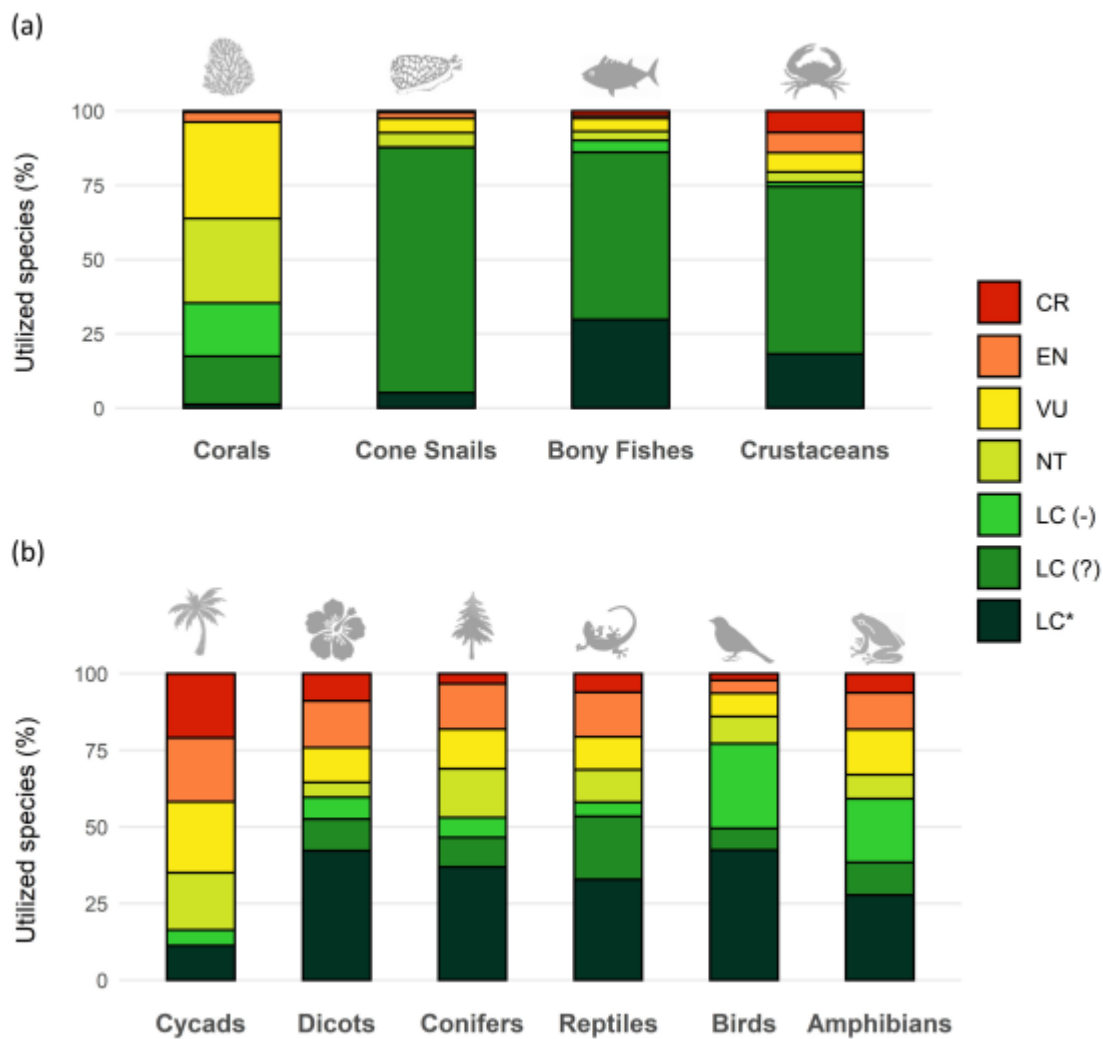 (a)
Utilized species (%)
100
75
50
25
0
Corals Cone Snails Bony Fishes Crustaceans
CR
EN
VU
NT
LC (-)
LC (?)
LC*
(b)
Utilized species (%)
100
75
50
25
0
Cycads Dicots Conifers Reptiles Birds Amphibians